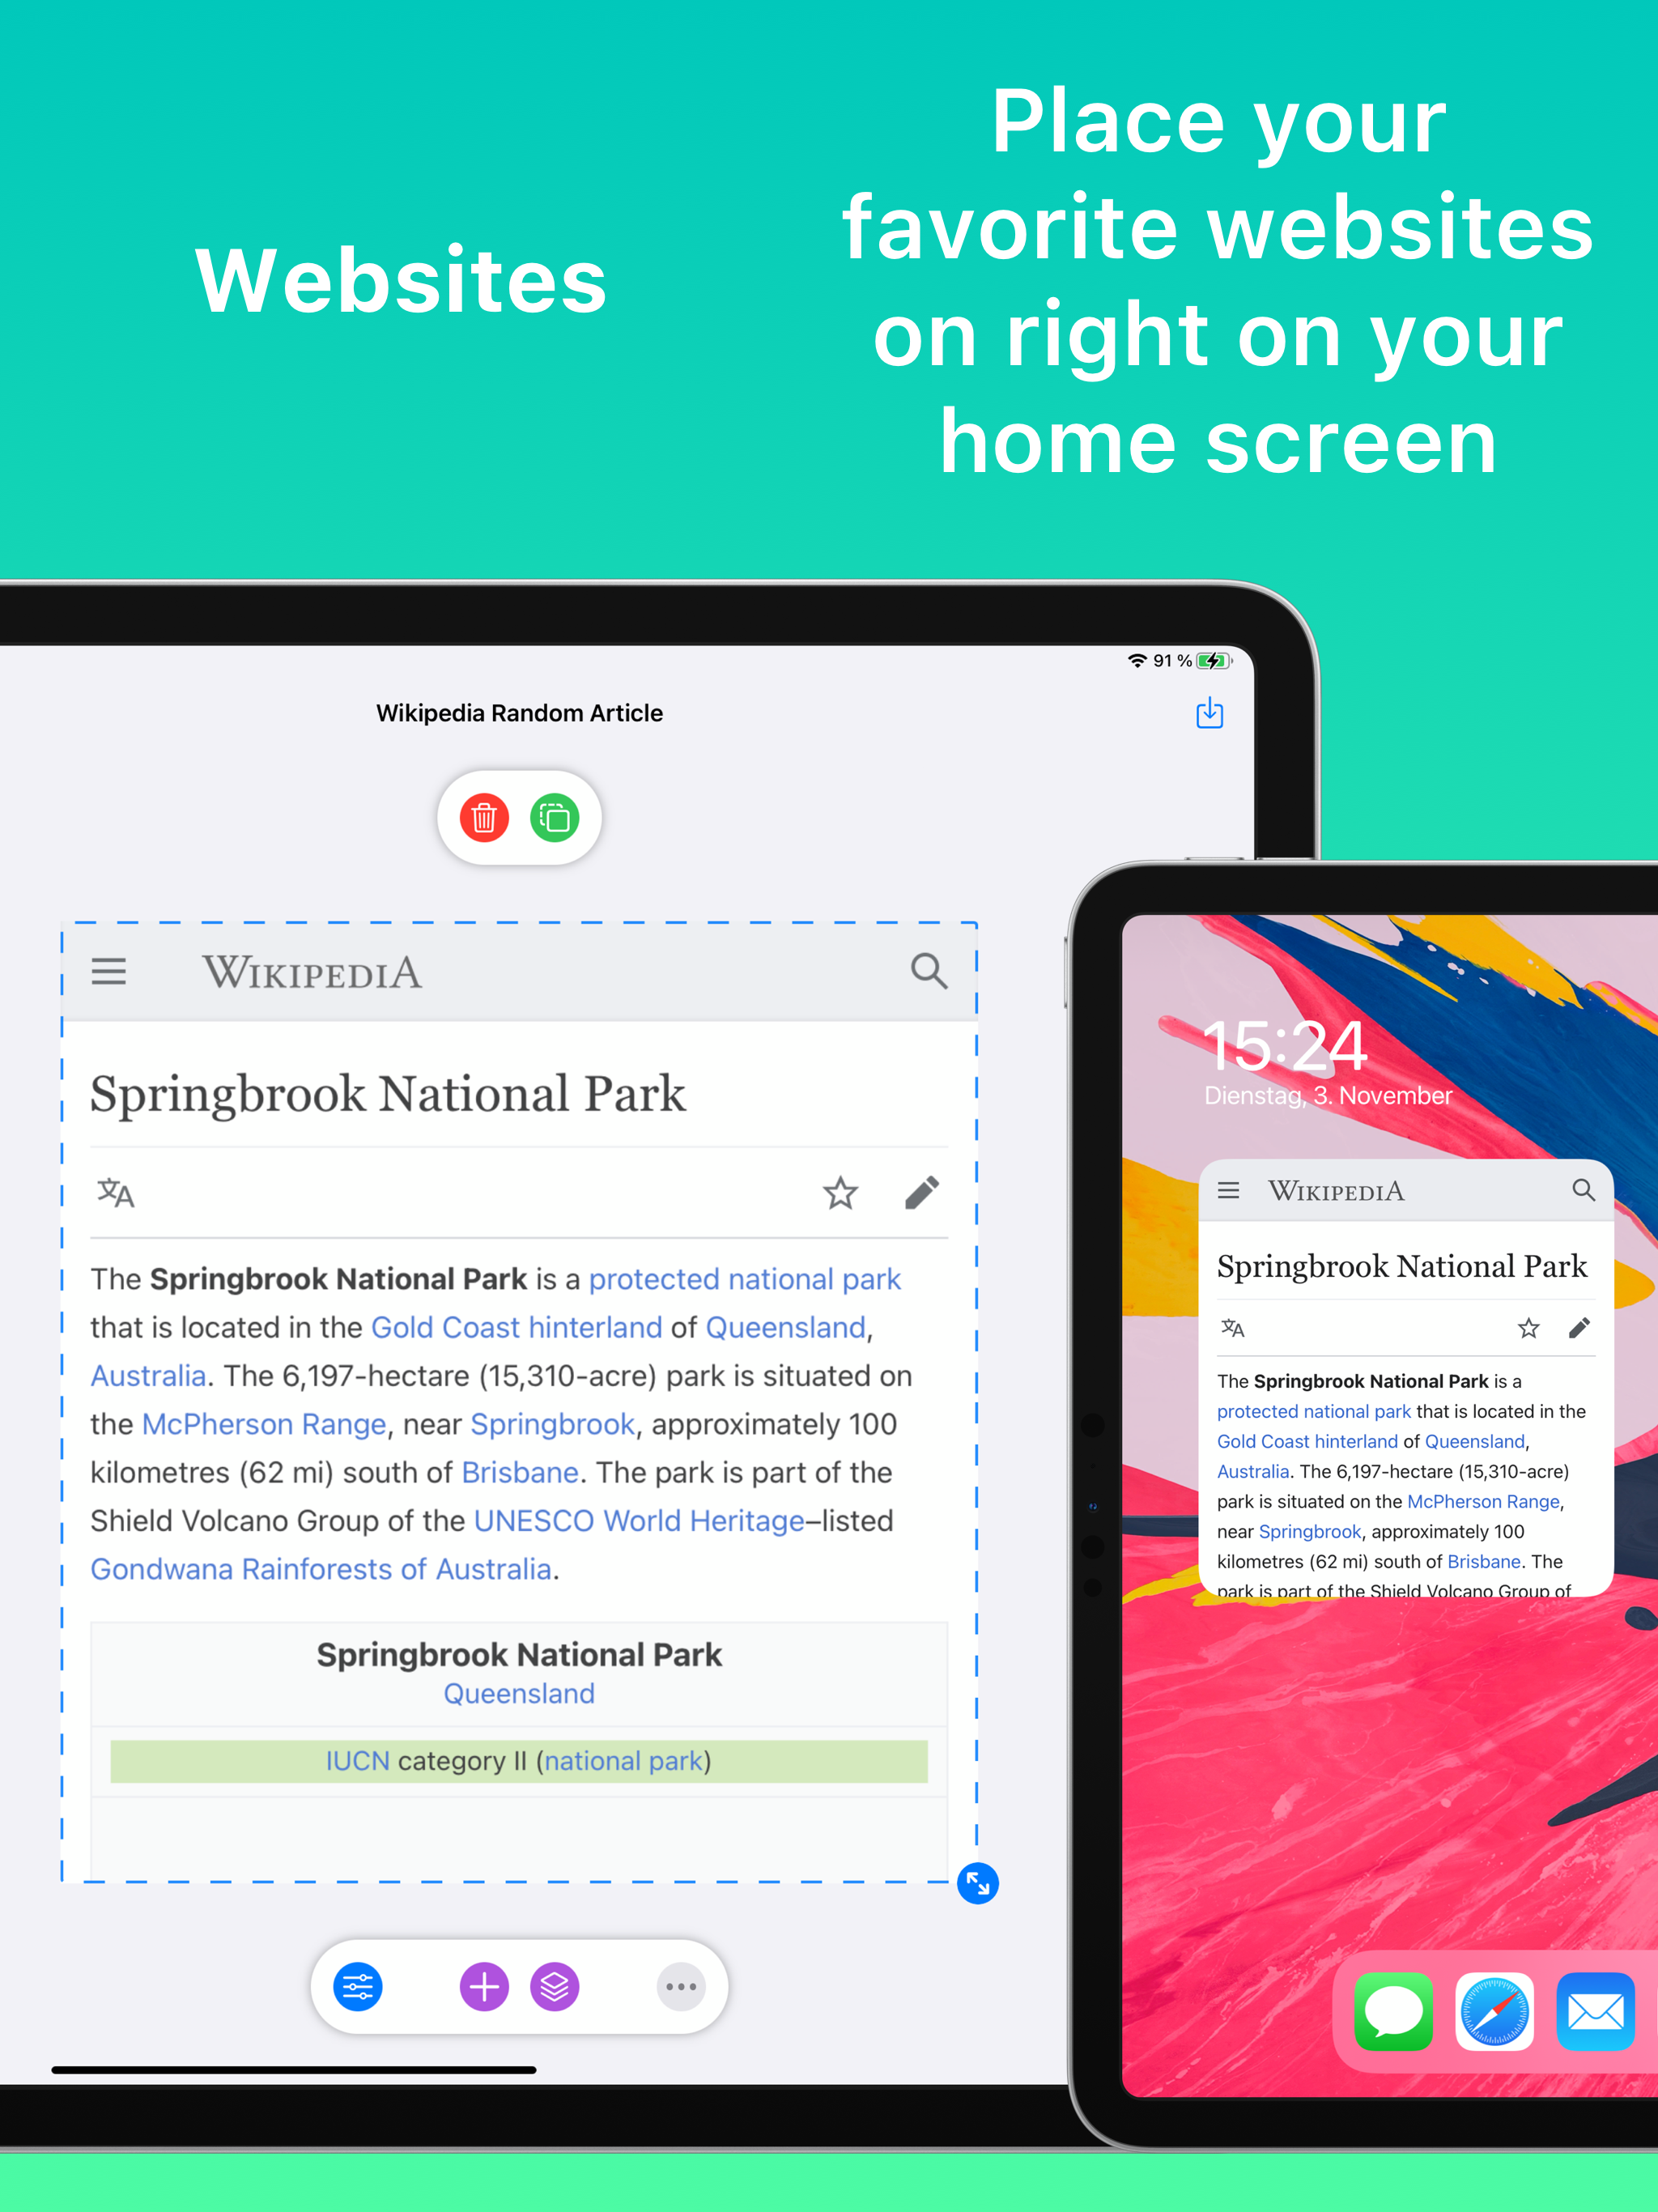 Websites
Place your
favorite websites
on right on your
home screen
91 %
Wikipedia Random Article
WIKIPEDIA
Springbrook National Park
文A
The Springbrook National Park is a protected national park
that is located in the Gold Coast hinterland of Queensland,
Australia. The 6,197-hectare (15,310-acre) park is situated on
the McPherson Range, near Springbrook, approximately 100
kilometres (62 mi) south of Brisbane. The park is part of the
Shield Volcano Group of the UNESCO World Heritage–listed
Gondwana Rainforests of Australia.
Springbrook National Park
Queensland
IUCN category II (national park)
15:24
Dienstag, 3. November
WIKIPEDIA
Springbrook National Park
文A
The Springbrook National Park is a
protected national park that is located in the
Gold Coast hinterland of Queensland,
Australia. The 6,197-hectare (15,310-acre)
park is situated on the McPherson Range,
near Springbrook, approximately 100
kilometres (62 mi) south of Brisbane. The
park is part of the Shield Volcano Group of